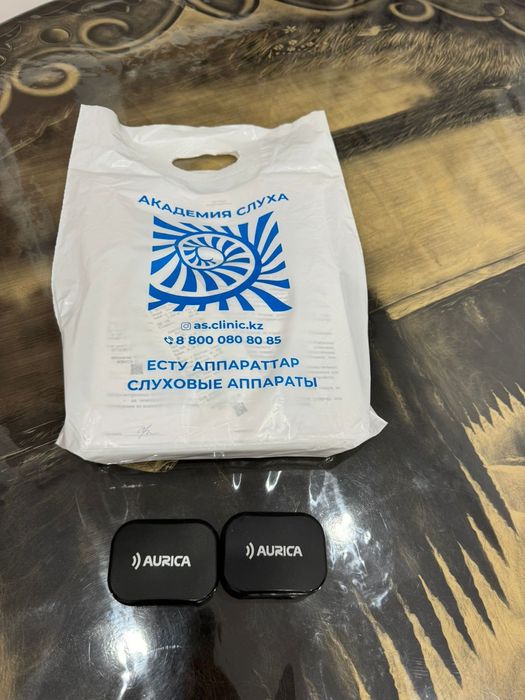 АКАДЕМИЯ СЛУХА
as.clinic.kz
8 800 080 80 85
ЕСТУ АППАРАТТАР
СЛУХОВЫЕ АППАРАТЫ
AURICA
AURICA